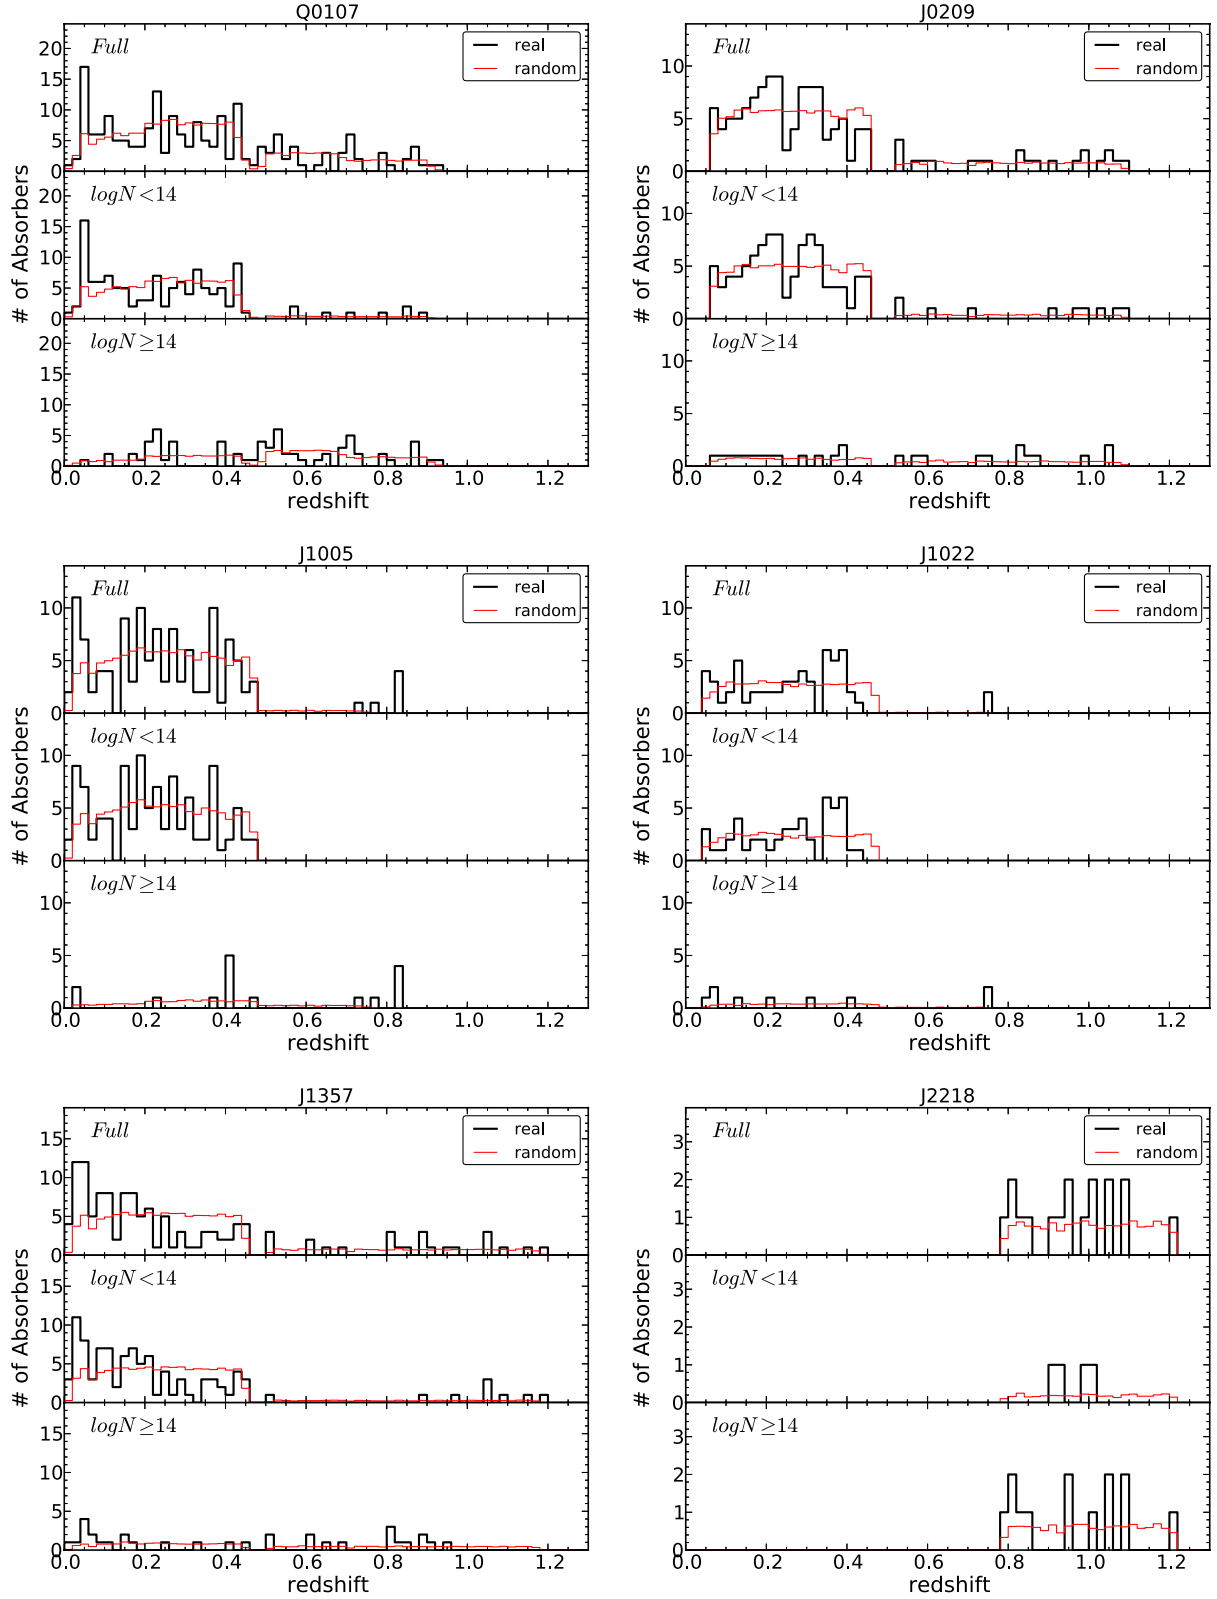 Q0107
Full
real
random
20
15
10
5
0
logN<14
20
15
10
5
0
logN≥14
20
15
10
5
0
# of Absorbers
0.0 0.2 0.4 0.6 0.8 1.0 1.2
redshift
J0209
Full
real
random
10
5
0
logN<14
10
5
0
logN≥14
10
5
0
# of Absorbers
0.0 0.2 0.4 0.6 0.8 1.0 1.2
redshift
J1005
Full
real
random
10
5
0
logN<14
10
5
0
logN≥14
10
5
0
# of Absorbers
0.0 0.2 0.4 0.6 0.8 1.0 1.2
redshift
J1022
Full
real
random
10
5
0
logN<14
10
5
0
logN≥14
10
5
0
# of Absorbers
0.0 0.2 0.4 0.6 0.8 1.0 1.2
redshift
J1357
Full
real
random
15
10
5
0
logN<14
15
10
5
0
logN≥14
15
10
5
0
# of Absorbers
0.0 0.2 0.4 0.6 0.8 1.0 1.2
redshift
J2218
Full
real
random
3
2
1
0
logN<14
3
2
1
0
logN≥14
3
2
1
0
# of Absorbers
0.0 0.2 0.4 0.6 0.8 1.0 1.2
redshift